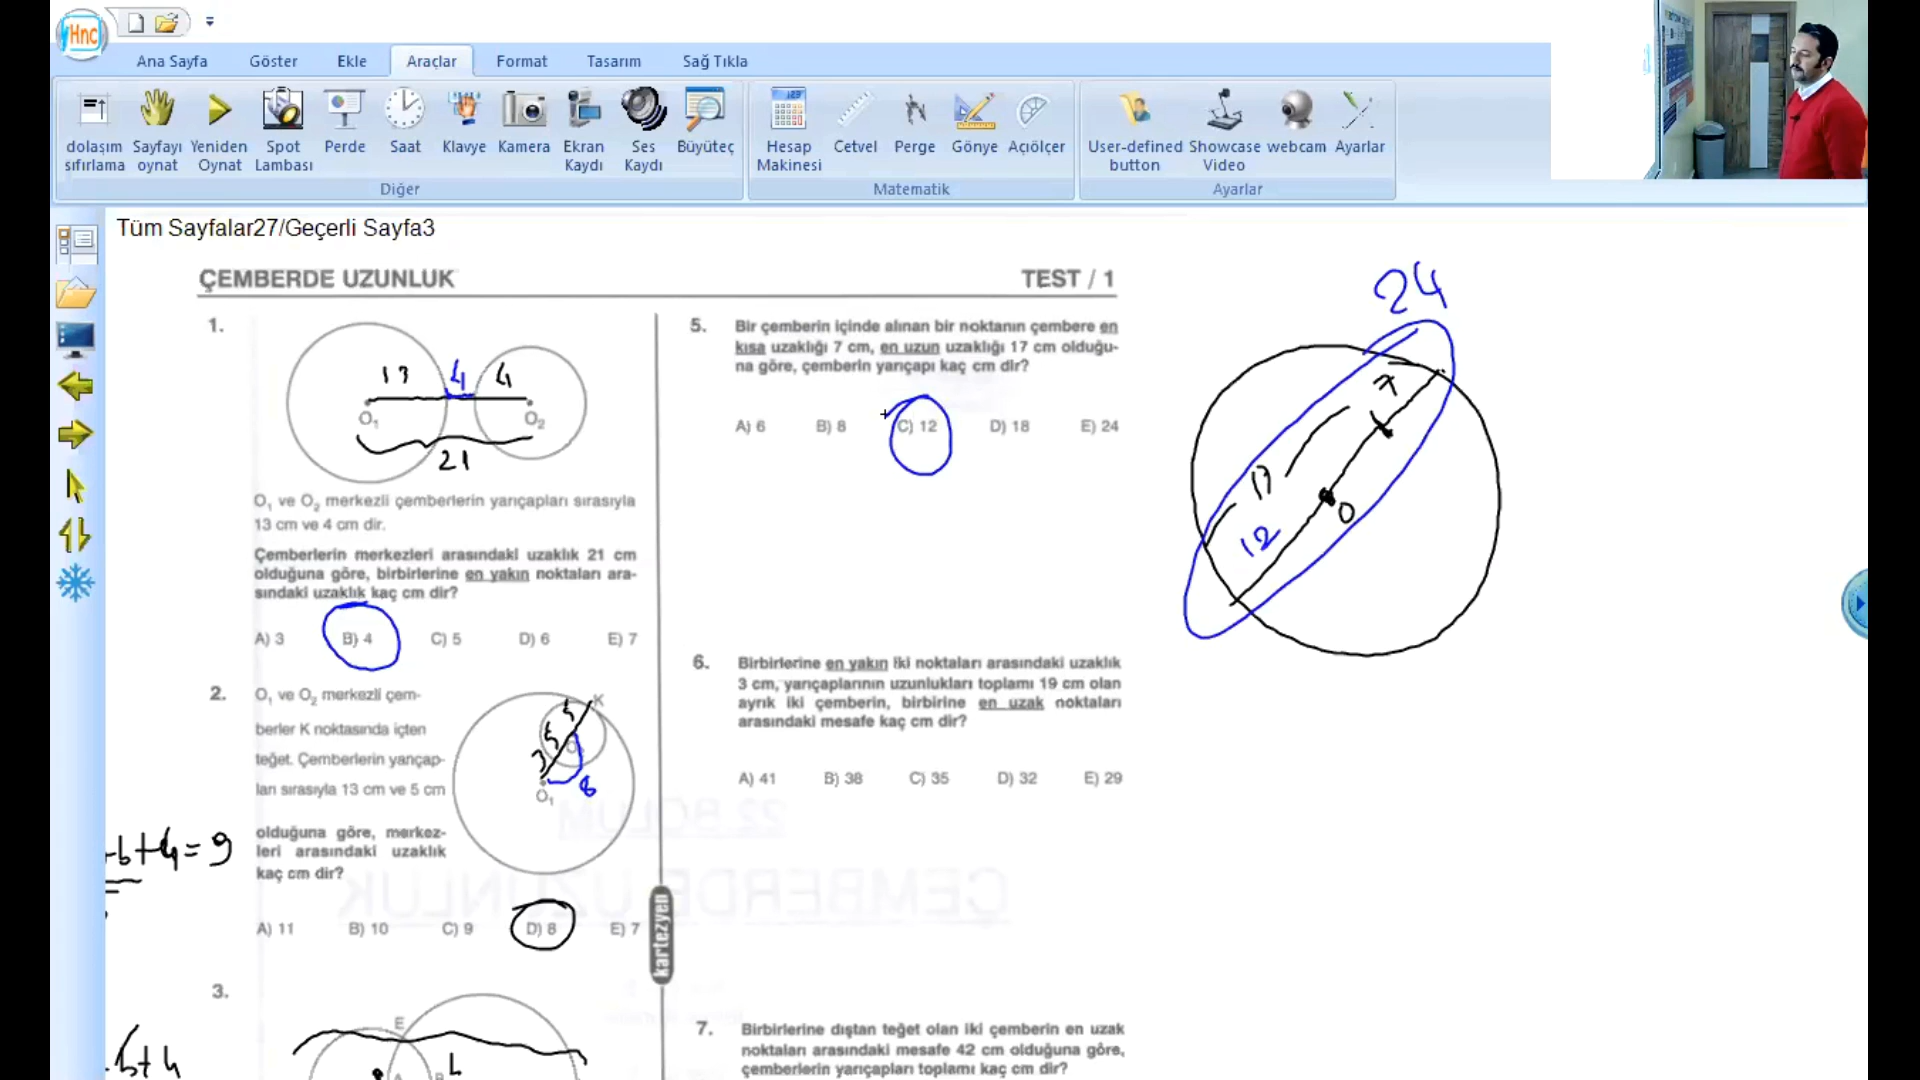 Hnc
Ana Sayfa Göster Ekle Araçlar Format Tasarım Sağ Tıkla
dolaşım sıfırlama
Sayfayı oynat
Yeniden Oynat
Spot Lambası
Perde
Saat
Klavye
Kamera
Ekran Kaydı
Ses Kaydı
Büyüteç
Diğer
Hesap Makinesi
Cetvel
Perge
Gönye
Açıölçer
Matematik
User-defined button
Showcase Video
webcam
Ayarlar
Ayarlar
Tüm Sayfalar27/Geçerli Sayfa3
ÇEMBERDE UZUNLUK
TEST / 1
1.
13 4 4
O1 O2
21
O1 ve O2 merkezli çemberlerin yarıçapları sırasıyla
13 cm ve 4 cm dir.
Çemberlerin merkezleri arasındaki uzaklık 21 cm
olduğuna göre, birbirlerine en yakın noktaları ara-
sındaki uzaklık kaç cm dir?
A) 3 B) 4 C) 5 D) 6 E) 7
2.
O1 ve O2 merkezli çem-
berler K noktasında içten
teğet. Çemberlerin yarıçap-
ları sırasıyla 13 cm ve 5 cm
olduğuna göre, merkez-
leri arasındaki uzaklık
kaç cm dir?
K
5
5
3
O1
8
A) 11 B) 10 C) 9 D) 8 E) 7
b+4=9
3.
E
b+4
kartezyen
5.
Bir çemberin içinde alınan bir noktanın çembere en
kısa uzaklığı 7 cm, en uzun uzaklığı 17 cm olduğu-
na göre, çemberin yarıçapı kaç cm dir?
A) 6 B) 8 C) 12 D) 18 E) 24
24
7
17
12
O
6.
Birbirlerine en yakın iki noktaları arasındaki uzaklık
3 cm, yarıçaplarının uzunlukları toplamı 19 cm olan
ayrık iki çemberin, birbirine en uzak noktaları
arasındaki mesafe kaç cm dir?
A) 41 B) 38 C) 35 D) 32 E) 29
7.
Birbirlerine dıştan teğet olan iki çemberin en uzak
noktaları arasındaki mesafe 42 cm olduğuna göre,
çemberlerin yarıçapları toplamı kaç cm dir?